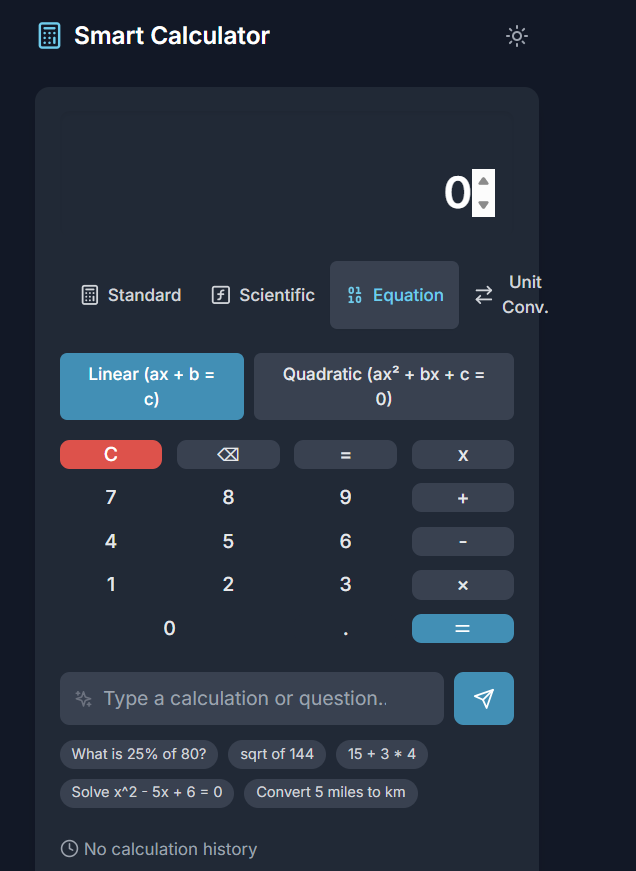 Smart Calculator
0
Standard Scientific Equation Unit Conv.
Linear (ax + b = c) Quadratic (ax² + bx + c = 0)
C ⌫ = x
7 8 9 +
4 5 6 -
1 2 3 ×
0 . =
Type a calculation or question..
What is 25% of 80? sqrt of 144 15 + 3 * 4
Solve x^2 - 5x + 6 = 0 Convert 5 miles to km
No calculation history